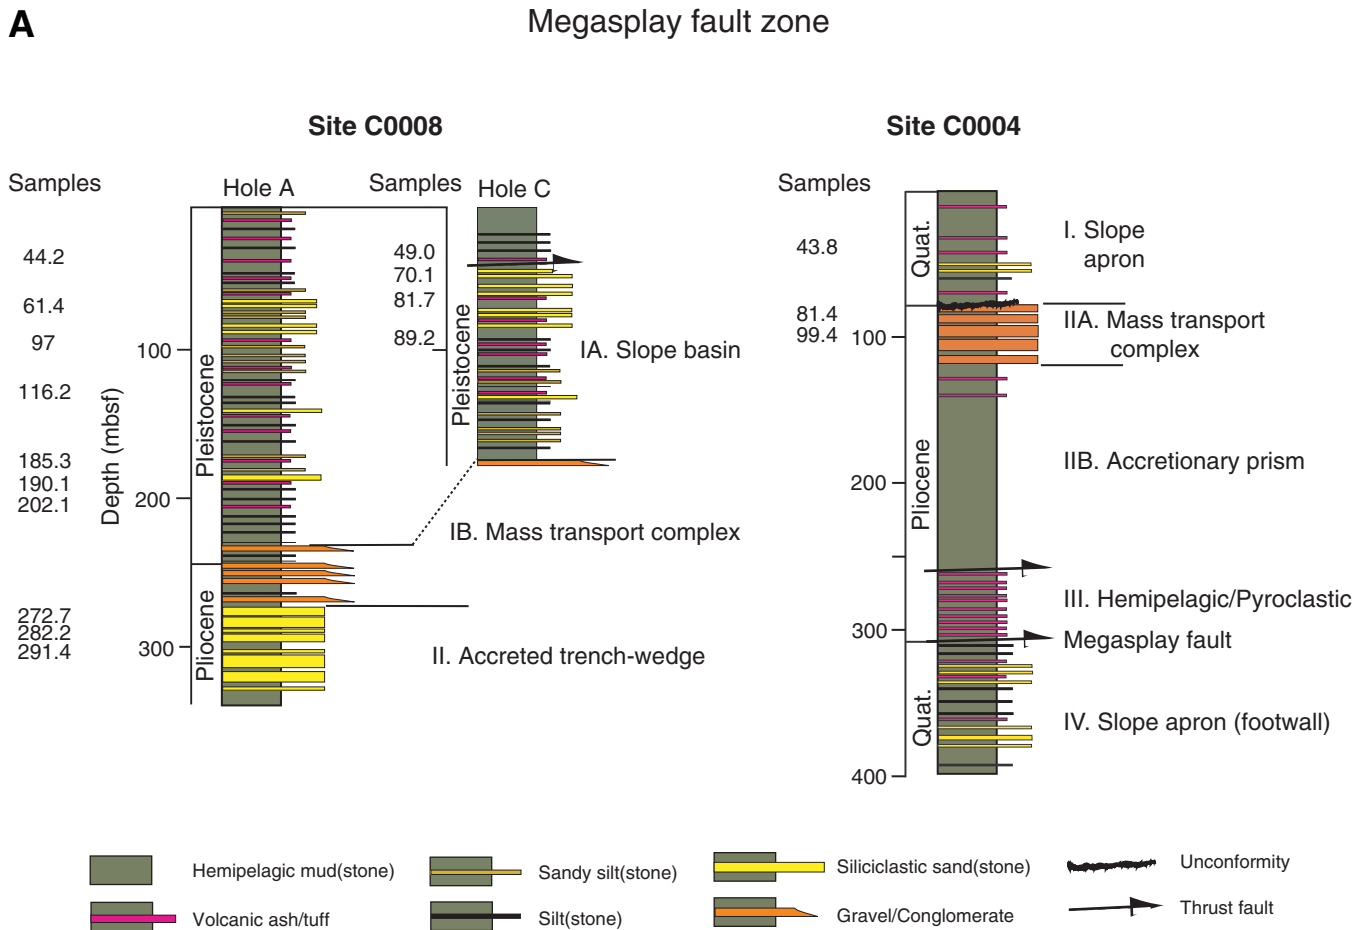 A
Megasplay fault zone
Site C0008
Site C0004
Samples
Hole A
Samples
Hole C
Samples
44.2
61.4
97
116.2
185.3
190.1
202.1
272.7
282.2
291.4
Depth (mbsf)
100
200
300
Pleistocene
Pliocene
49.0
70.1
81.7
89.2
Pleistocene
IA. Slope basin
IB. Mass transport complex
II. Accreted trench-wedge
43.8
81.4
99.4
100
200
300
400
Quat.
Pliocene
Quat.
I. Slope
apron
IIA. Mass transport
complex
IIB. Accretionary prism
III. Hemipelagic/Pyroclastic
Megasplay fault
IV. Slope apron (footwall)
Hemipelagic mud(stone)
Sandy silt(stone)
Siliciclastic sand(stone)
Unconformity
Volcanic ash/tuff
Silt(stone)
Gravel/Conglomerate
Thrust fault